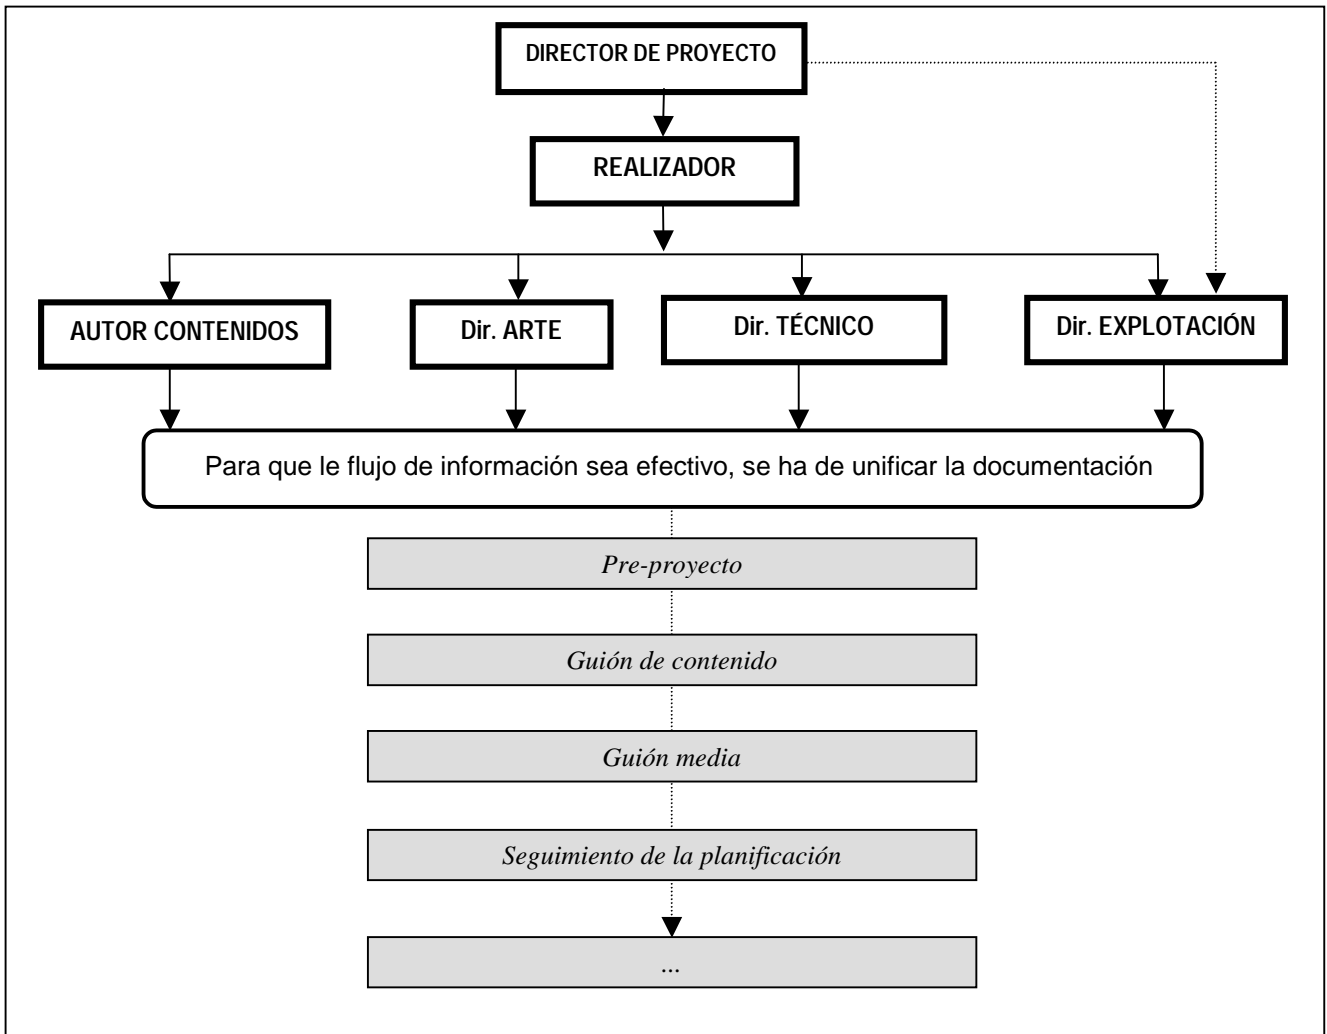 DIRECTOR DE PROYECTO
REALIZADOR
AUTOR CONTENIDOS
Dir. ARTE
Dir. TÉCNICO
Dir. EXPLOTACIÓN
Para que le flujo de información sea efectivo, se ha de unificar la documentación
Pre-proyecto
Guión de contenido
Guión media
Seguimiento de la planificación
...